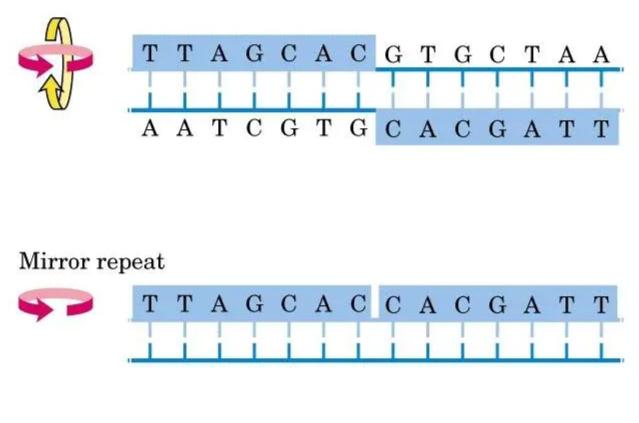 T T A G C A C G T G C T A A
A A T C G T G C A C G A T T
Mirror repeat
T T A G C A C C A C G A T T